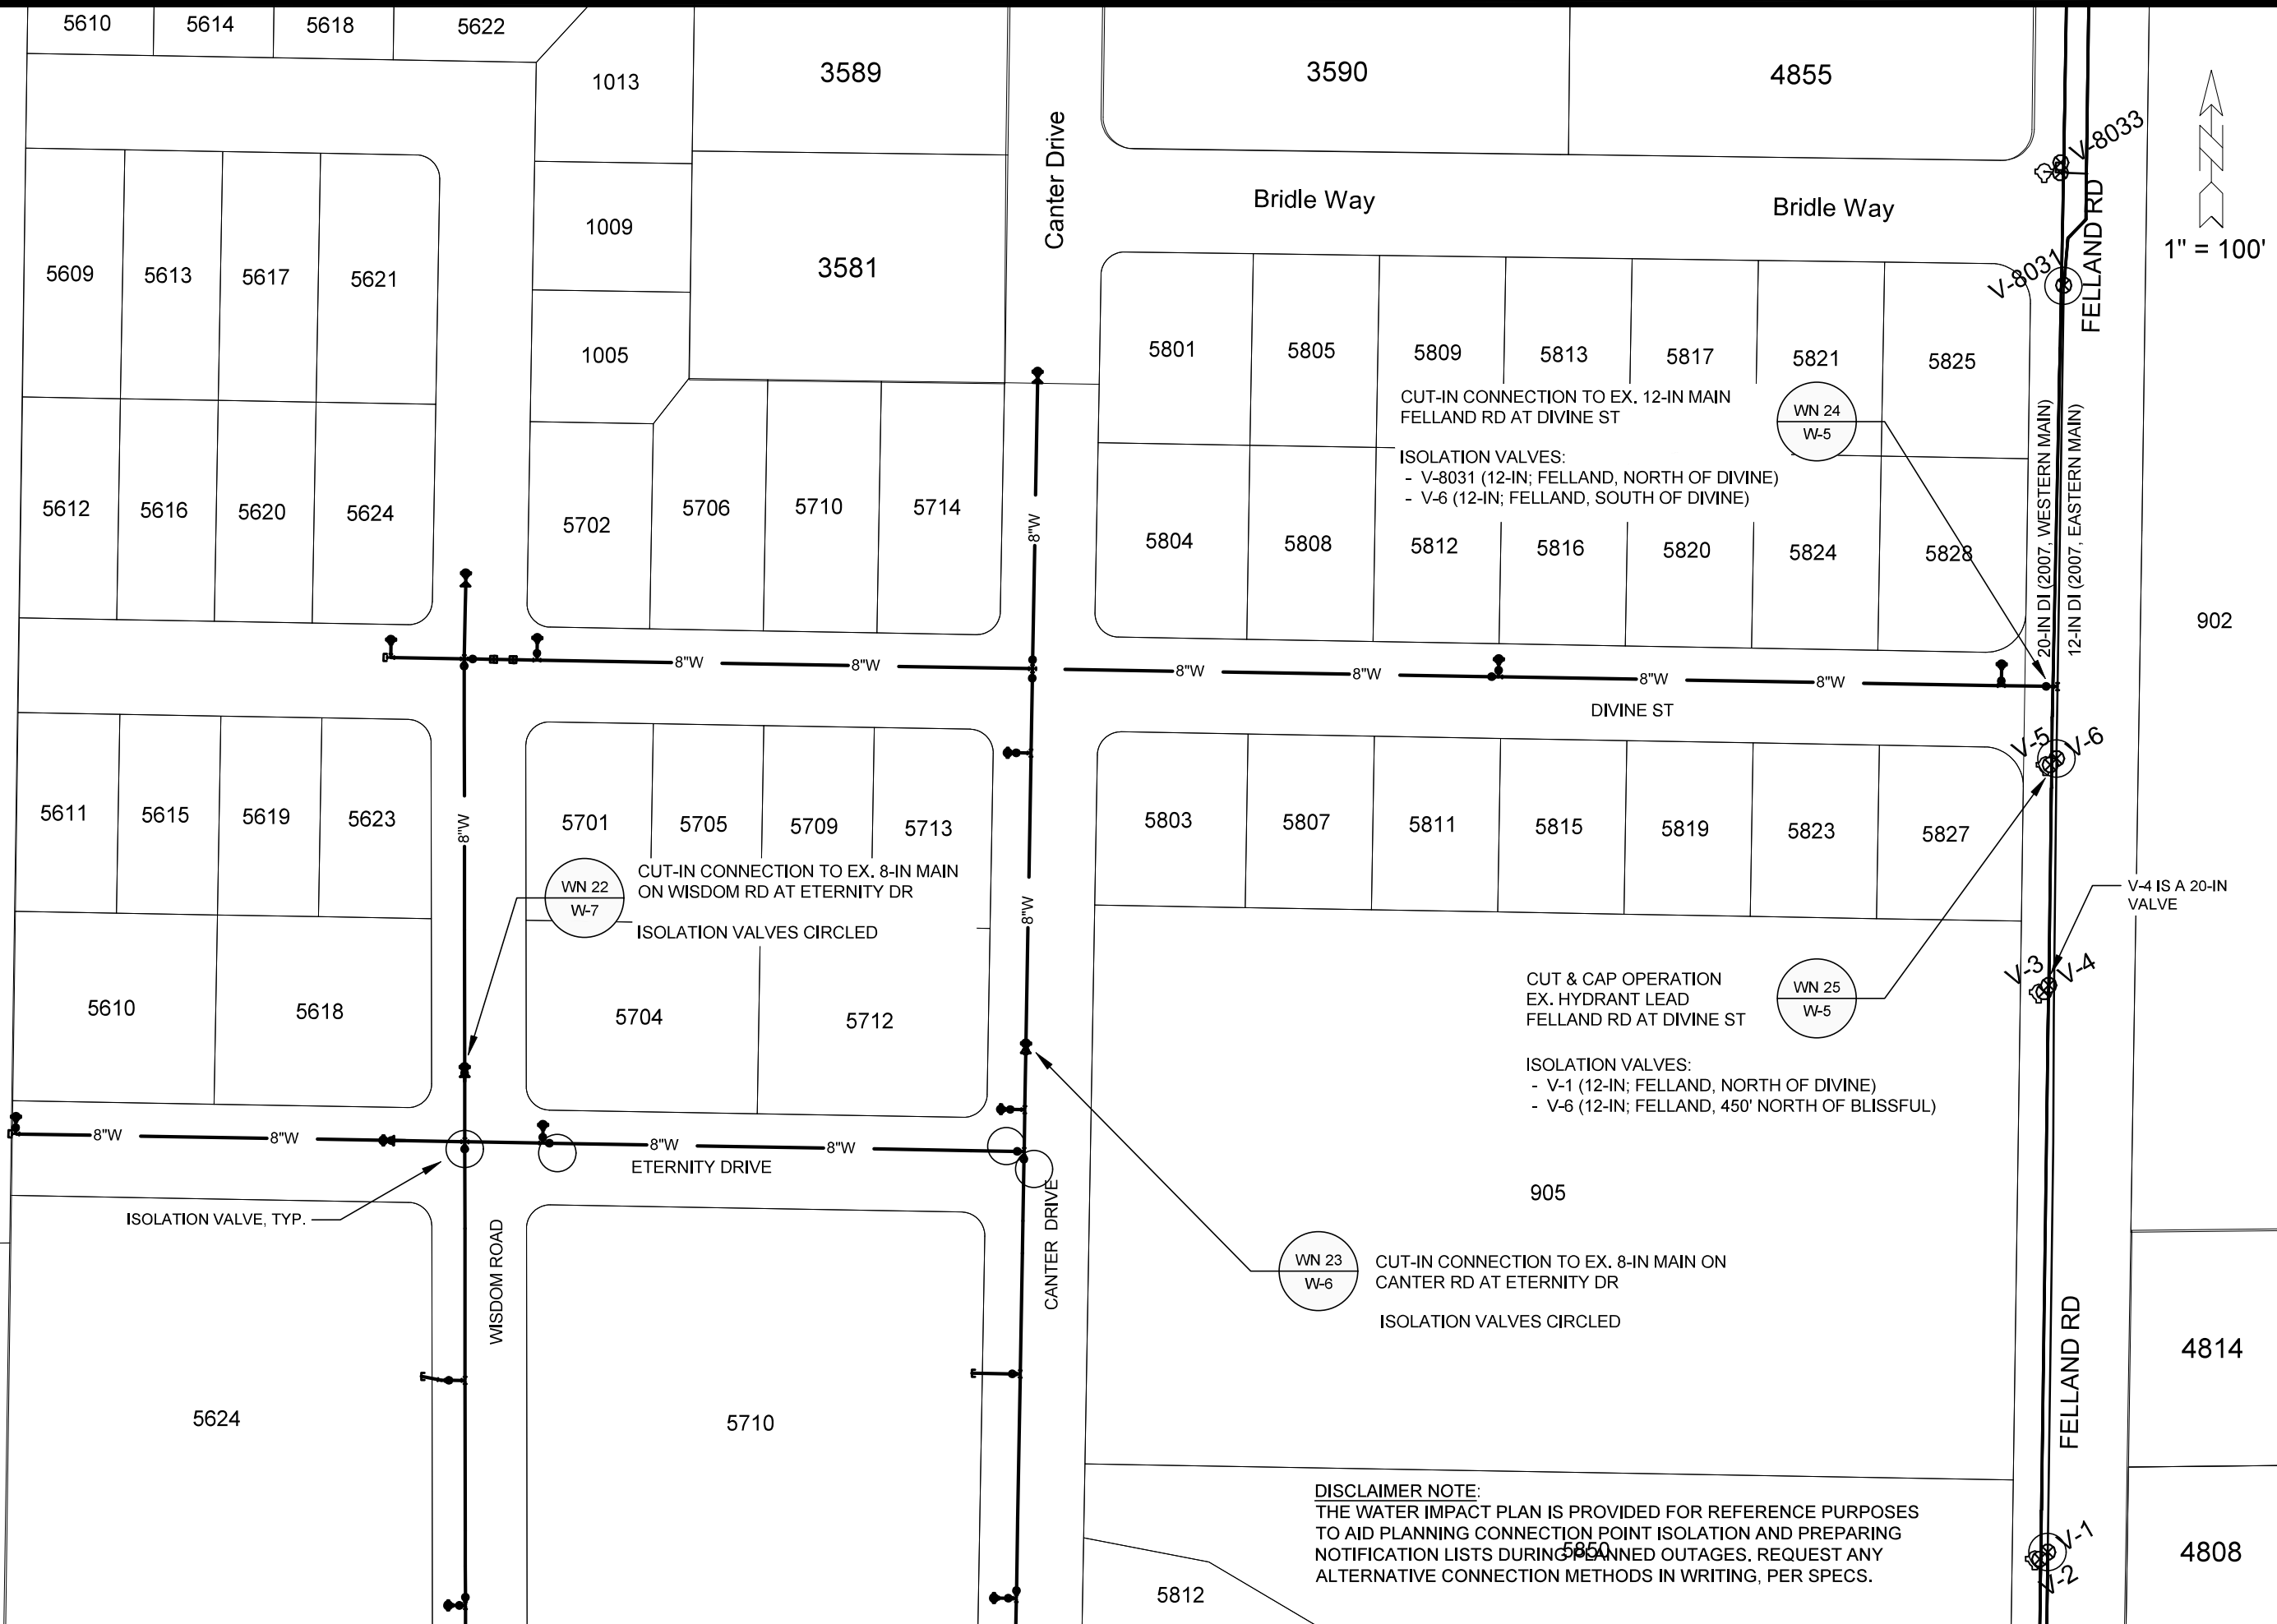 5610
5614
5618
5622
1013
3589
3590
4855
Canter Drive
Bridle Way
Bridle Way
V-8033
FELLAND RD
1" = 100'
1009
3581
5609
5613
5617
5621
V-8031
1005
5801
5805
5809
5813
5817
5821
5825
CUT-IN CONNECTION TO EX. 12-IN MAIN
FELLAND RD AT DIVINE ST
WN 24
W-5
ISOLATION VALVES:
- V-8031 (12-IN; FELLAND, NORTH OF DIVINE)
- V-6 (12-IN; FELLAND, SOUTH OF DIVINE)
20-IN DI (2007, WESTERN MAIN)
12-IN DI (2007, EASTERN MAIN)
5612
5616
5620
5624
5702
5706
5710
5714
8"W
5804
5808
5812
5816
5820
5824
5828
902
8"W
8"W
8"W
8"W
8"W
8"W
DIVINE ST
V-5
V-6
5611
5615
5619
5623
8"W
5701
5705
5709
5713
5803
5807
5811
5815
5819
5823
5827
WN 22
W-7
CUT-IN CONNECTION TO EX. 8-IN MAIN
ON WISDOM RD AT ETERNITY DR
ISOLATION VALVES CIRCLED
8"W
V-4 IS A 20-IN
VALVE
V-3
V-4
5610
5618
5704
5712
CUT & CAP OPERATION
EX. HYDRANT LEAD
FELLAND RD AT DIVINE ST
WN 25
W-5
ISOLATION VALVES:
- V-1 (12-IN; FELLAND, NORTH OF DIVINE)
- V-6 (12-IN; FELLAND, 450' NORTH OF BLISSFUL)
8"W
8"W
8"W
8"W
ETERNITY DRIVE
ISOLATION VALVE, TYP.
WISDOM ROAD
CANTER DRIVE
905
WN 23
W-6
CUT-IN CONNECTION TO EX. 8-IN MAIN ON
CANTER RD AT ETERNITY DR
ISOLATION VALVES CIRCLED
FELLAND RD
4814
5624
5710
DISCLAIMER NOTE:
THE WATER IMPACT PLAN IS PROVIDED FOR REFERENCE PURPOSES
TO AID PLANNING CONNECTION POINT ISOLATION AND PREPARING
NOTIFICATION LISTS DURING PLANNED OUTAGES. REQUEST ANY
ALTERNATIVE CONNECTION METHODS IN WRITING, PER SPECS.
5850
5812
V-1
V-2
4808